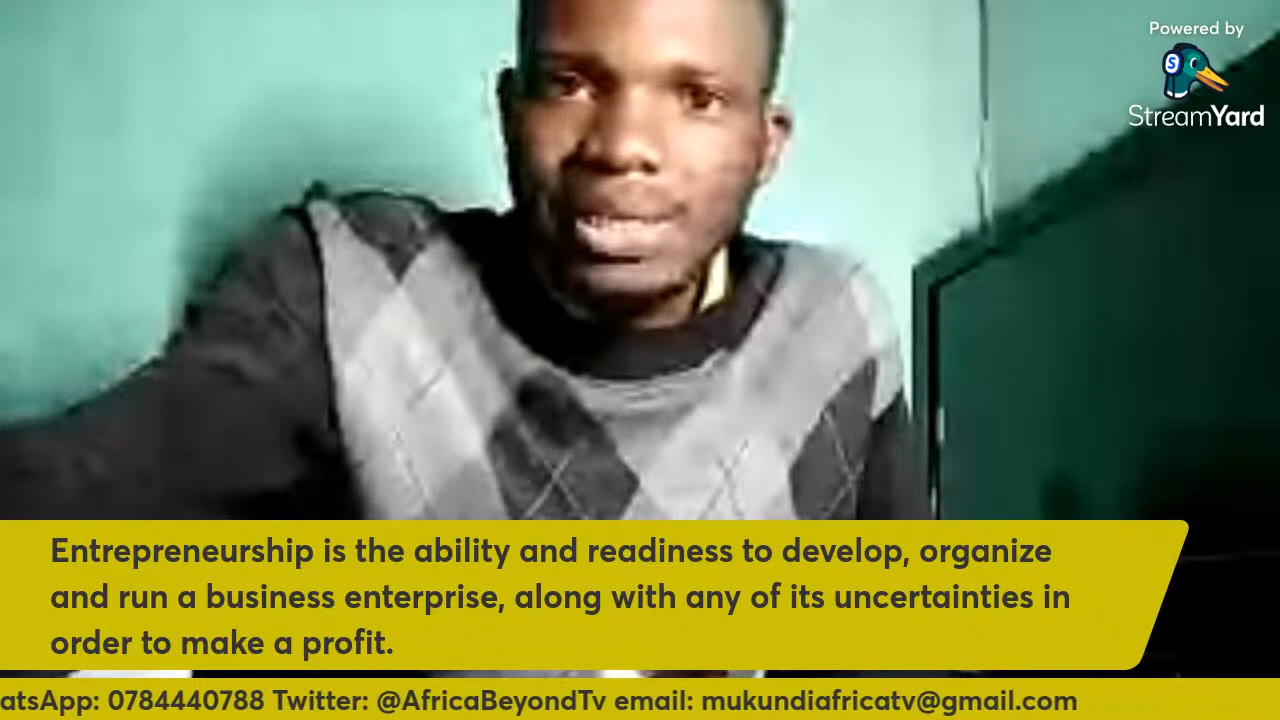 Powered by
StreamYard
Entrepreneurship is the ability and readiness to develop, organize
and run a business enterprise, along with any of its uncertainties in
order to make a profit.
atsApp: 0784440788 Twitter: @AfricaBeyondTv email: mukundiafricatv@gmail.com